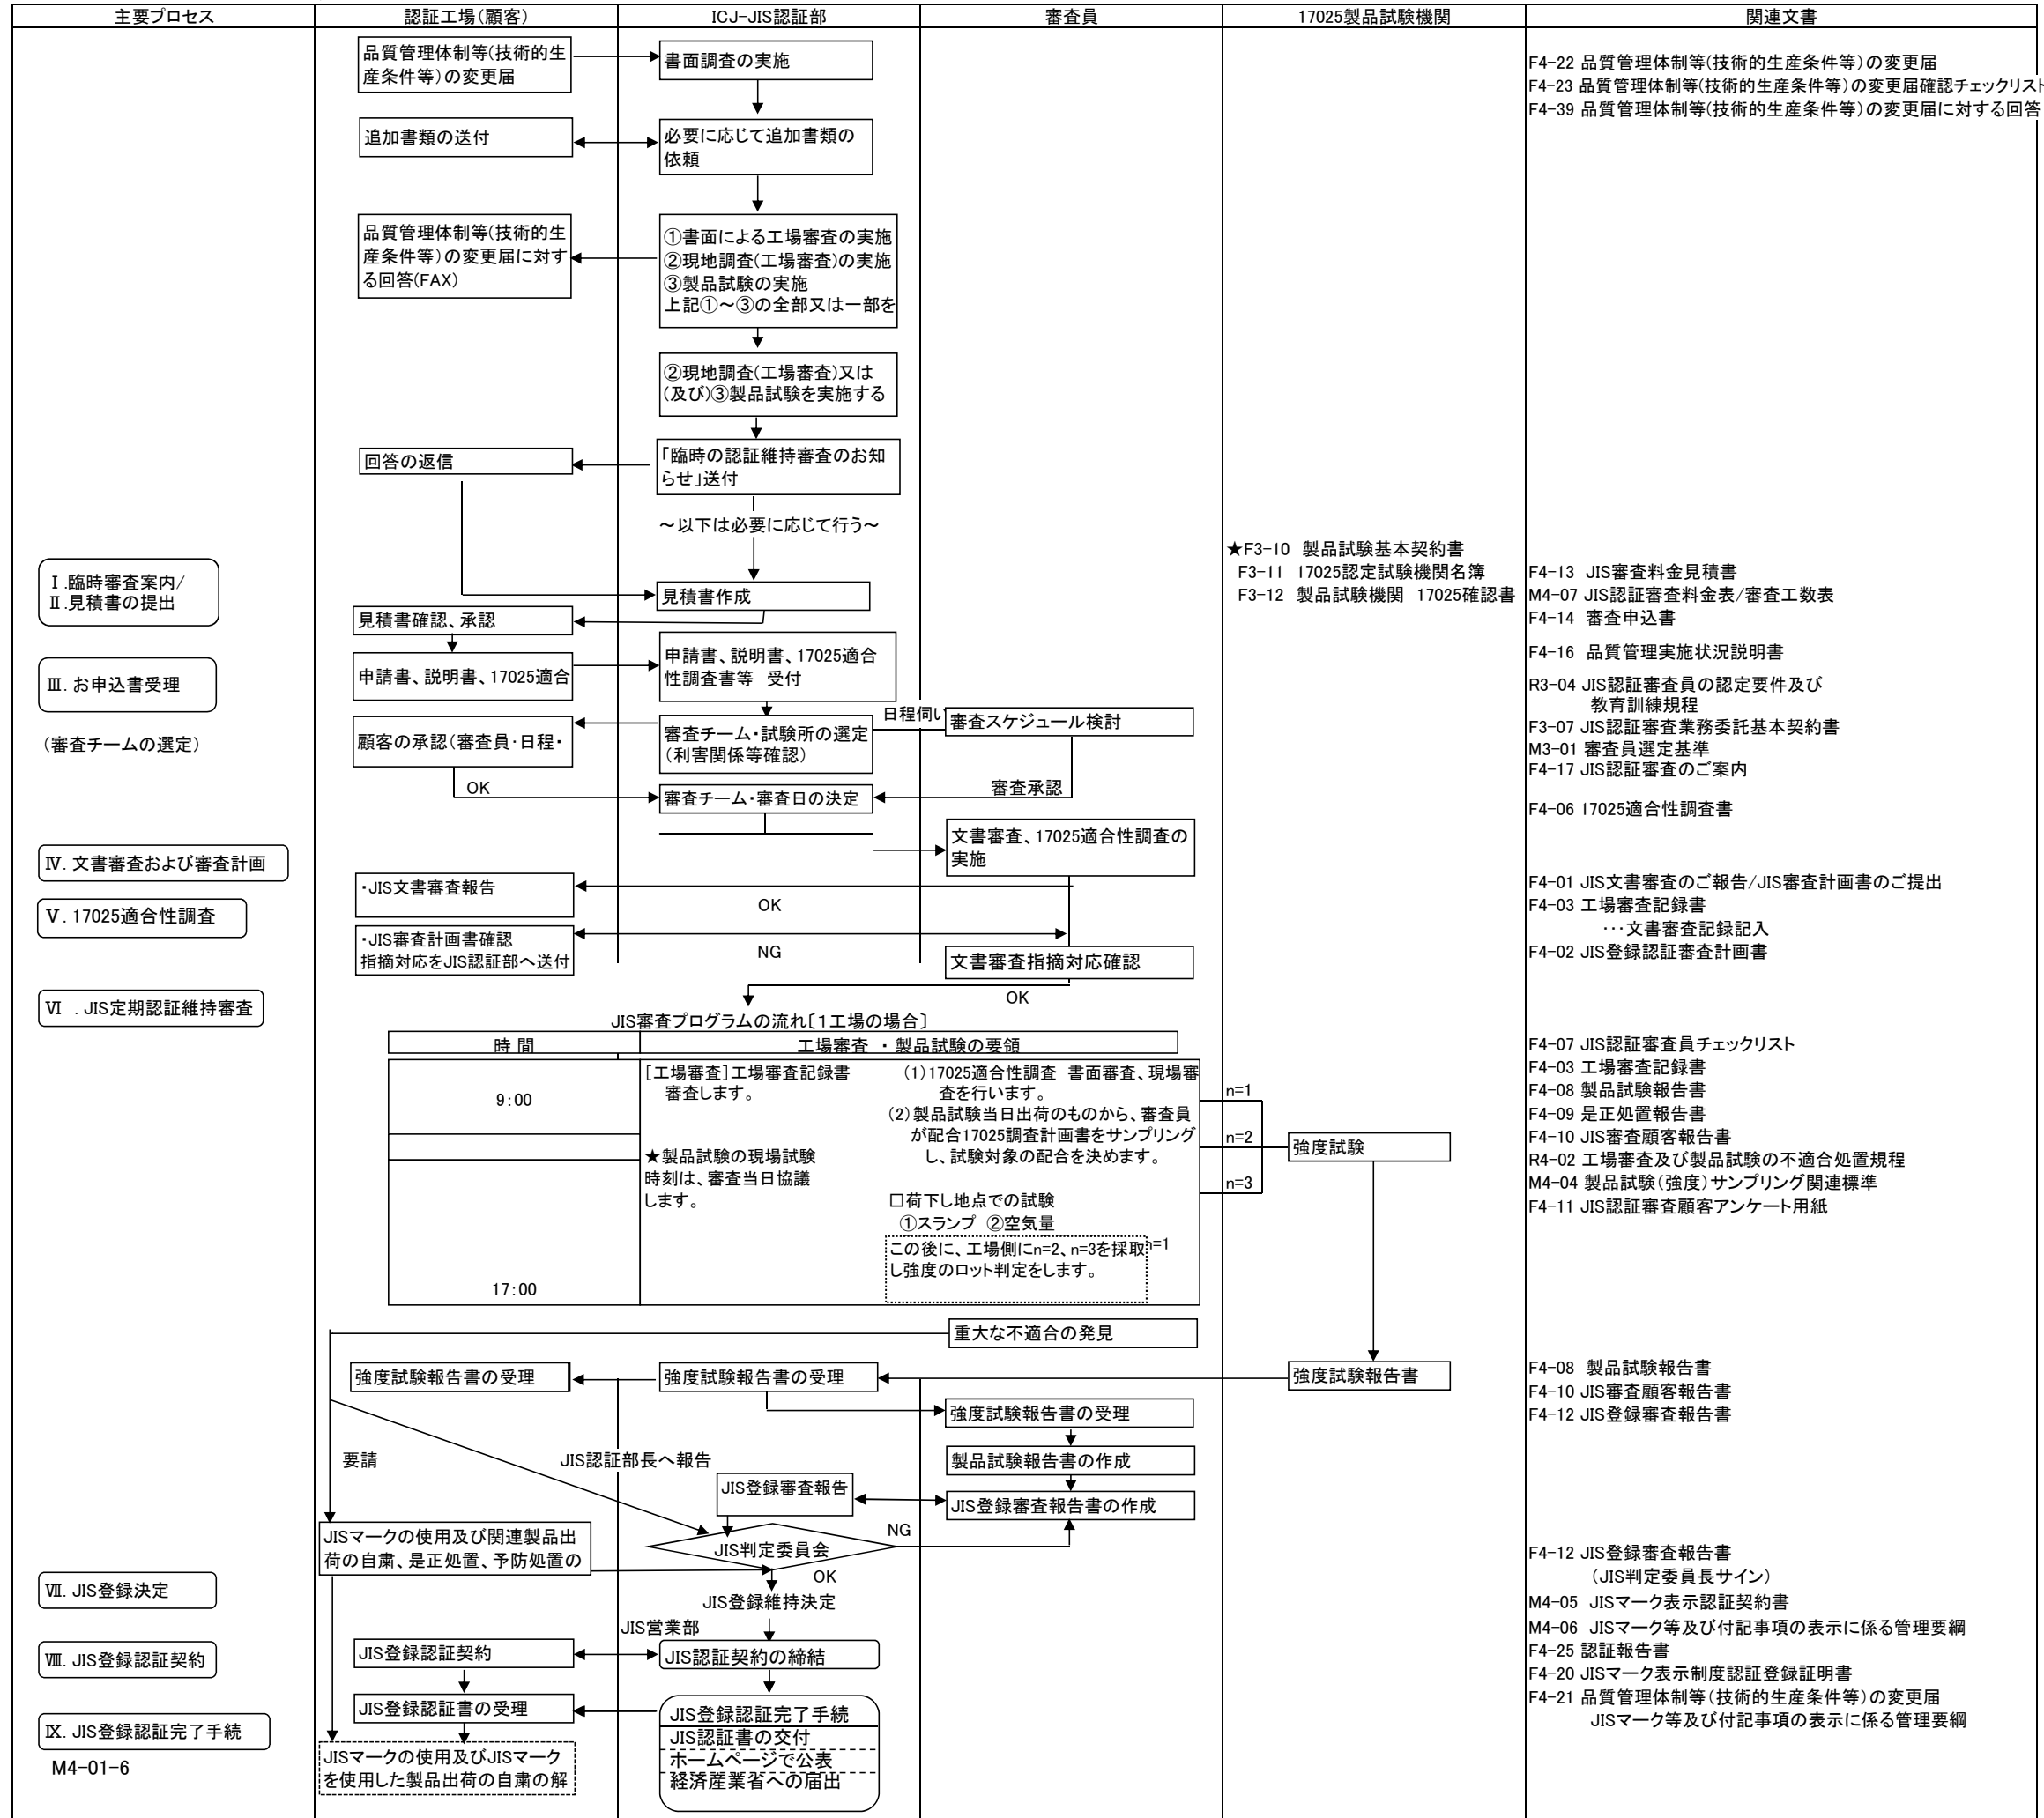 主要プロセス
認証工場(顧客)
ICJ-JIS認証部
審査員
17025製品試験機関
関連文書
品質管理体制等(技術的生
産条件等)の変更届
書面調査の実施
F4-22 品質管理体制等(技術的生産条件等)の変更届
F4-23 品質管理体制等(技術的生産条件等)の変更届確認チェックリスト
F4-39 品質管理体制等(技術的生産条件等)の変更届に対する回答
追加書類の送付
必要に応じて追加書類の
依頼
品質管理体制等(技術的生
産条件等)の変更届に対す
る回答(FAX)
①書面による工場審査の実施
②現地調査(工場審査)の実施
③製品試験の実施
上記①～③の全部又は一部を
②現地調査(工場審査)又は
(及び)③製品試験を実施する
回答の返信
「臨時の認証維持審査のお知
らせ」送付
～以下は必要に応じて行う～
★F3-10 製品試験基本契約書
F3-11 17025認定試験機関名簿
F3-12 製品試験機関 17025確認書
Ⅰ.臨時審査案内/
Ⅱ.見積書の提出
見積書作成
F4-13 JIS審査料金見積書
M4-07 JIS認証審査料金表/審査工数表
F4-14 審査申込書
見積書確認、承認
Ⅲ. お申込書受理
申請書、説明書、17025適合
申請書、説明書、17025適合
性調査書等 受付
F4-16 品質管理実施状況説明書
R3-04 JIS認証審査員の認定要件及び
教育訓練規程
F3-07 JIS認証審査業務委託基本契約書
M3-01 審査員選定基準
F4-17 JIS認証審査のご案内
(審査チームの選定)
顧客の承認(審査員・日程・
審査チーム・試験所の選定
(利害関係等確認)
日程伺い
審査スケジュール検討
OK
審査チーム・審査日の決定
審査承認
F4-06 17025適合性調査書
文書審査、17025適合性調査の
実施
Ⅳ. 文書審査および審査計画
・JIS文書審査報告
OK
F4-01 JIS文書審査のご報告/JIS審査計画書のご提出
F4-03 工場審査記録書
・・・文書審査記録記入
F4-02 JIS登録認証審査計画書
Ⅴ. 17025適合性調査
・JIS審査計画書確認
指摘対応をJIS認証部へ送付
NG
文書審査指摘対応確認
OK
Ⅵ .JIS定期認証維持審査
JIS審査プログラムの流れ〔1工場の場合〕
時 間
工場審査 ・ 製品試験の要領
9:00
[工場審査]工場審査記録書
審査します。
★製品試験の現場試験
時刻は、審査当日協議
します。
(1)17025適合性調査 書面審査、現場審
査を行います。
(2)製品試験当日出荷のものから、審査員
が配合17025調査計画書をサンプリング
し、試験対象の配合を決めます。
□荷下し地点での試験
①スランプ ②空気量
n=1
この後に、工場側にn=2、n=3を採取
し強度のロット判定をします。
17:00
n=1
n=2
n=3
強度試験
F4-07 JIS認証審査員チェックリスト
F4-03 工場審査記録書
F4-08 製品試験報告書
F4-09 是正処置報告書
F4-10 JIS審査顧客報告書
R4-02 工場審査及び製品試験の不適合処置規程
M4-04 製品試験(強度)サンプリング関連標準
F4-11 JIS認証審査顧客アンケート用紙
重大な不適合の発見
強度試験報告書の受理
強度試験報告書の受理
強度試験報告書
F4-08 製品試験報告書
F4-10 JIS審査顧客報告書
F4-12 JIS登録審査報告書
強度試験報告書の受理
要請
JIS認証部長へ報告
製品試験報告書の作成
JIS登録審査報告
JIS登録審査報告書の作成
JISマークの使用及び関連製品出
荷の自粛、是正処置、予防処置の
JIS判定委員会
NG
OK
F4-12 JIS登録審査報告書
(JIS判定委員長サイン)
M4-05 JISマーク表示認証契約書
M4-06 JISマーク等及び付記事項の表示に係る管理要綱
F4-25 認証報告書
F4-20 JISマーク表示制度認証登録証明書
F4-21 品質管理体制等(技術的生産条件等)の変更届
JISマーク等及び付記事項の表示に係る管理要綱
Ⅶ. JIS登録決定
JIS登録維持決定
JIS営業部
Ⅷ. JIS登録認証契約
JIS登録認証契約
JIS認証契約の締結
JIS登録認証書の受理
JIS登録認証完了手続
JIS認証書の交付
ホームページで公表
経済産業省への届出
Ⅸ. JIS登録認証完了手続
JISマークの使用及びJISマーク
を使用した製品出荷の自粛の解
M4-01-6